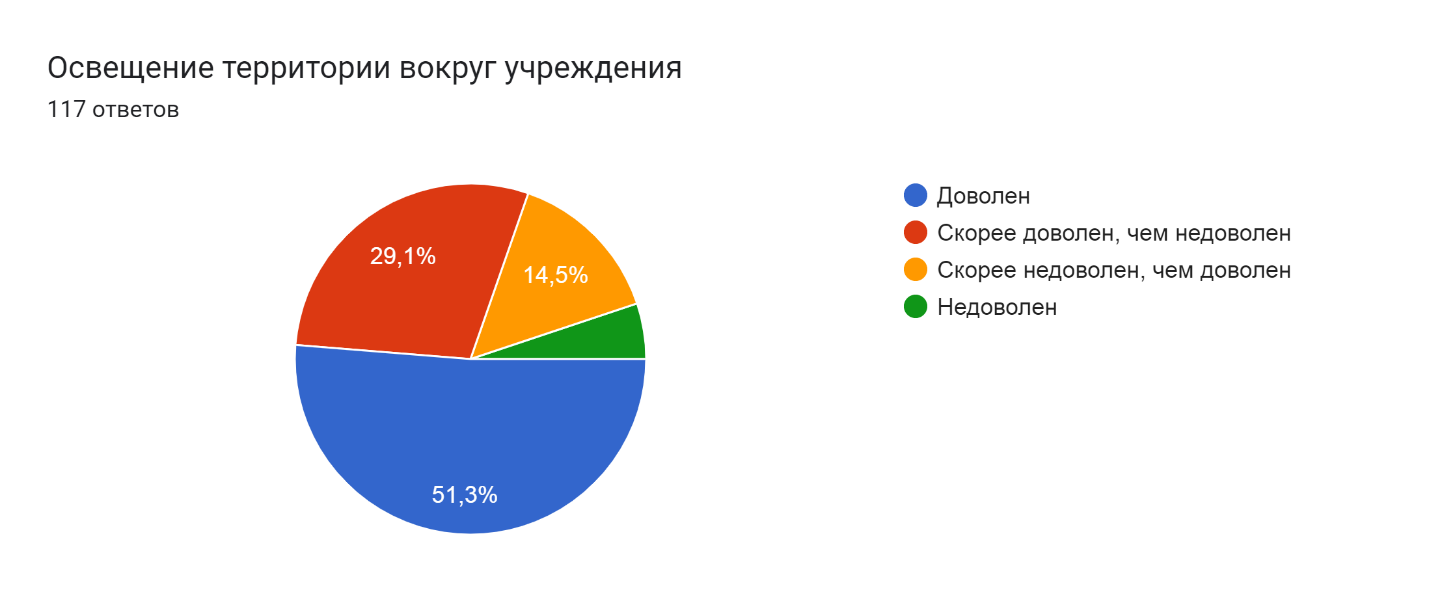 Освещение территории вокруг учреждения
117 ответов
29,1%
14,5%
51,3%
Доволен
Скорее доволен, чем недоволен
Скорее недоволен, чем доволен
Недоволен